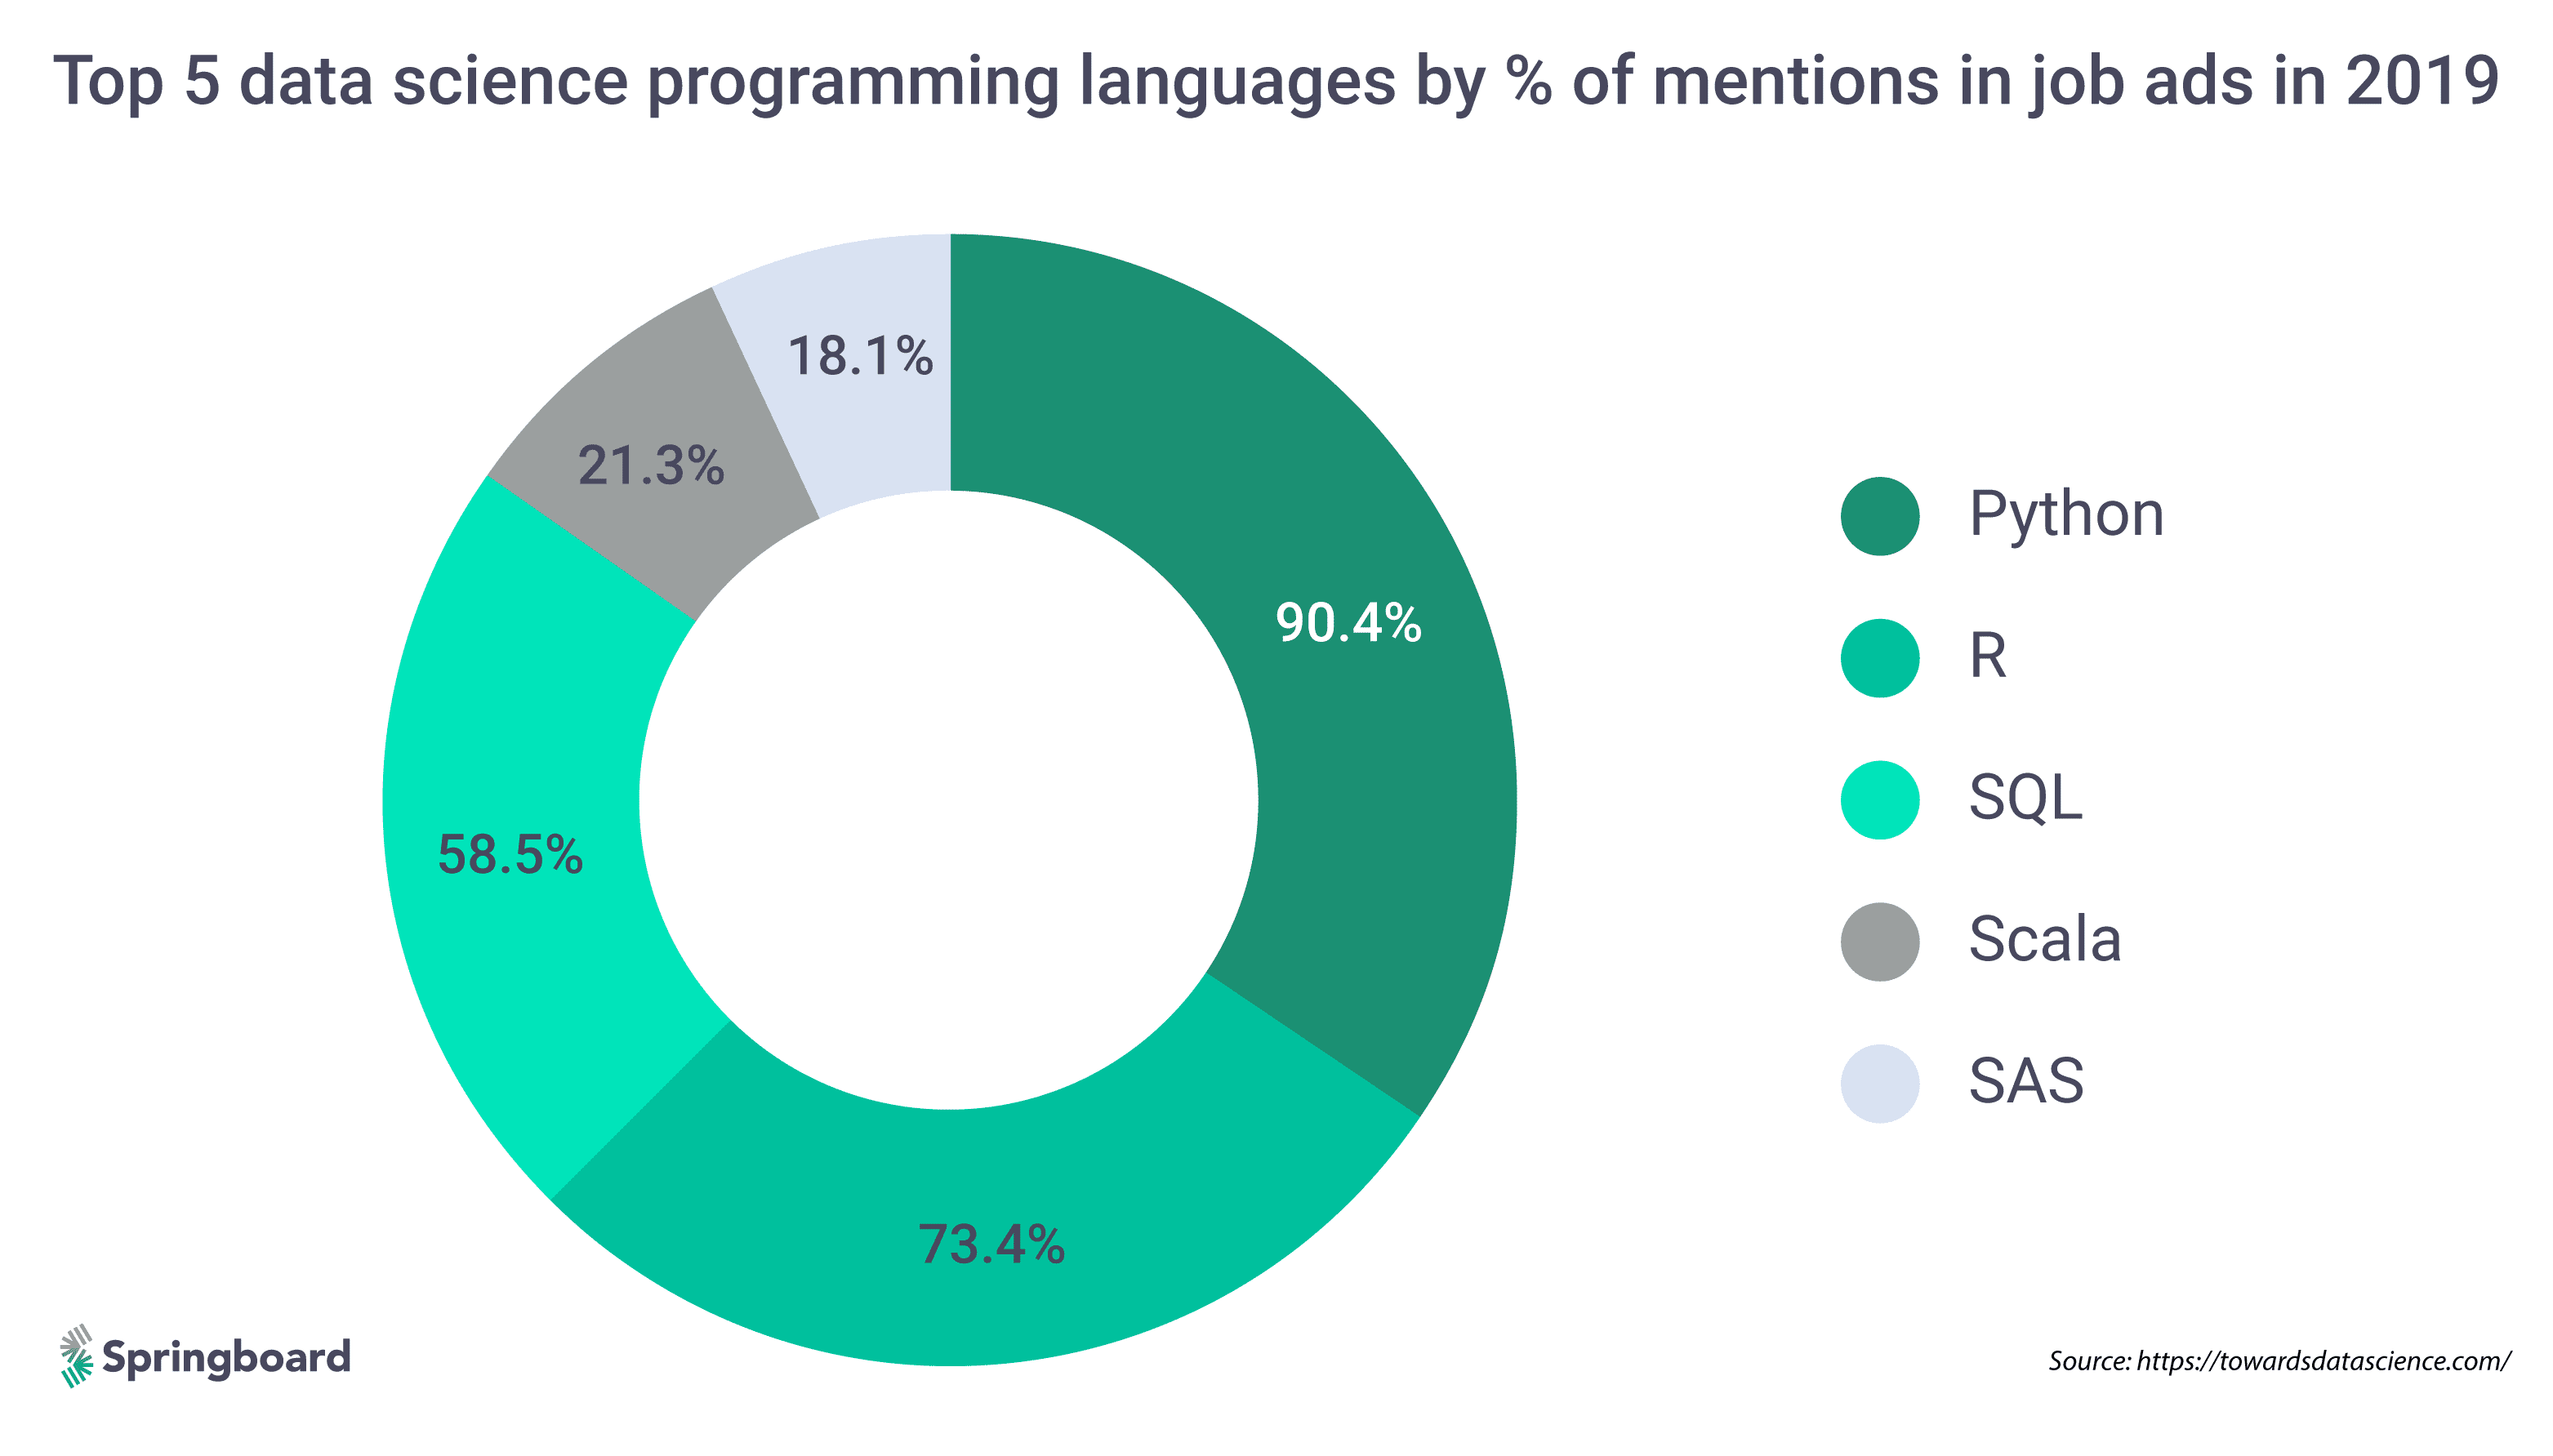 Top 5 data science programming languages by % of mentions in job ads in 2019
18.1%
21.3%
90.4%
58.5%
73.4%
Python
R
SQL
Scala
SAS
Springboard
Source: https://towardsdatascience.com/